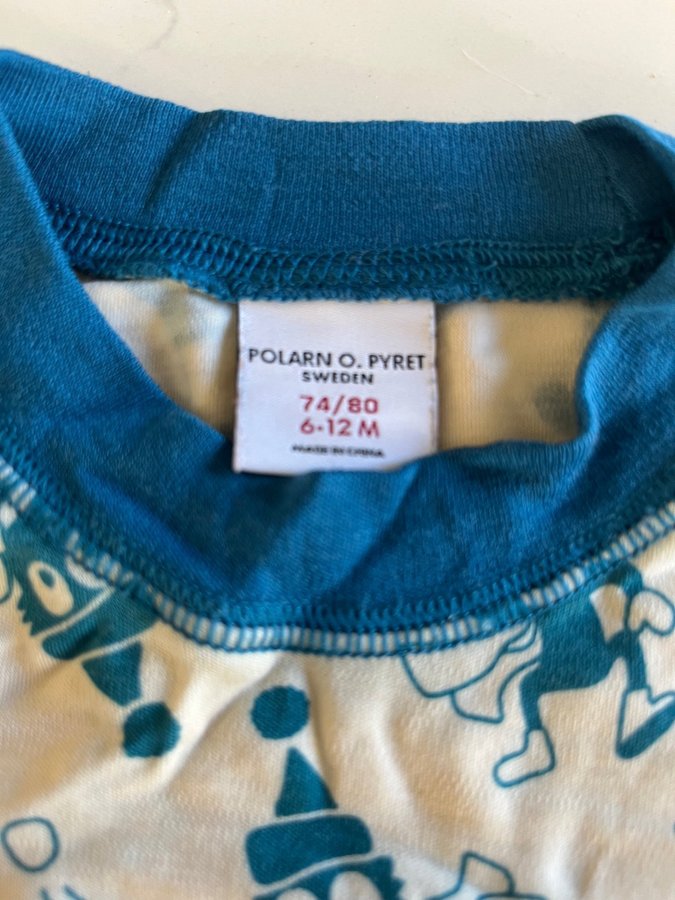 POLARN O. PYRET
SWEDEN
74/80
6-12 M
MADE IN CHINA